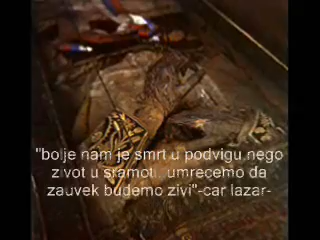 "bolje nam je smrt u podvigu nego
zivot u sramoti.. umrecemo da
zauvek budemo zivi"-car lazar-